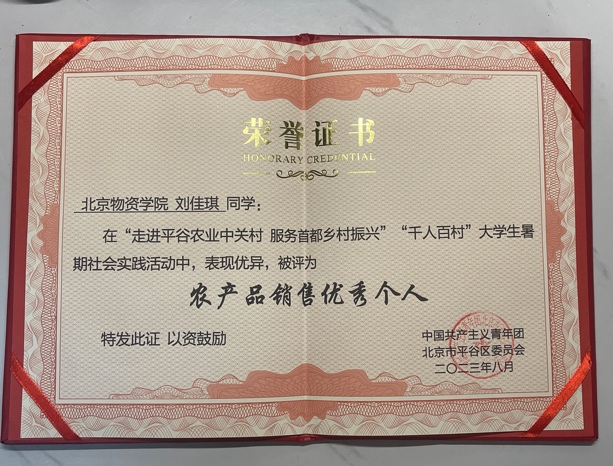 荣誉证书
HONORARY CREDENTIAL
北京物资学院 刘佳琪 同学：
在“走进平谷农业中关村 服务首都乡村振兴”“千人百村”大学生暑
期社会实践活动中，表现优异，被评为
农产品销售优秀个人
特发此证 以资鼓励
中国共产主义青年团
北京市平谷区委员会
二〇二三年八月